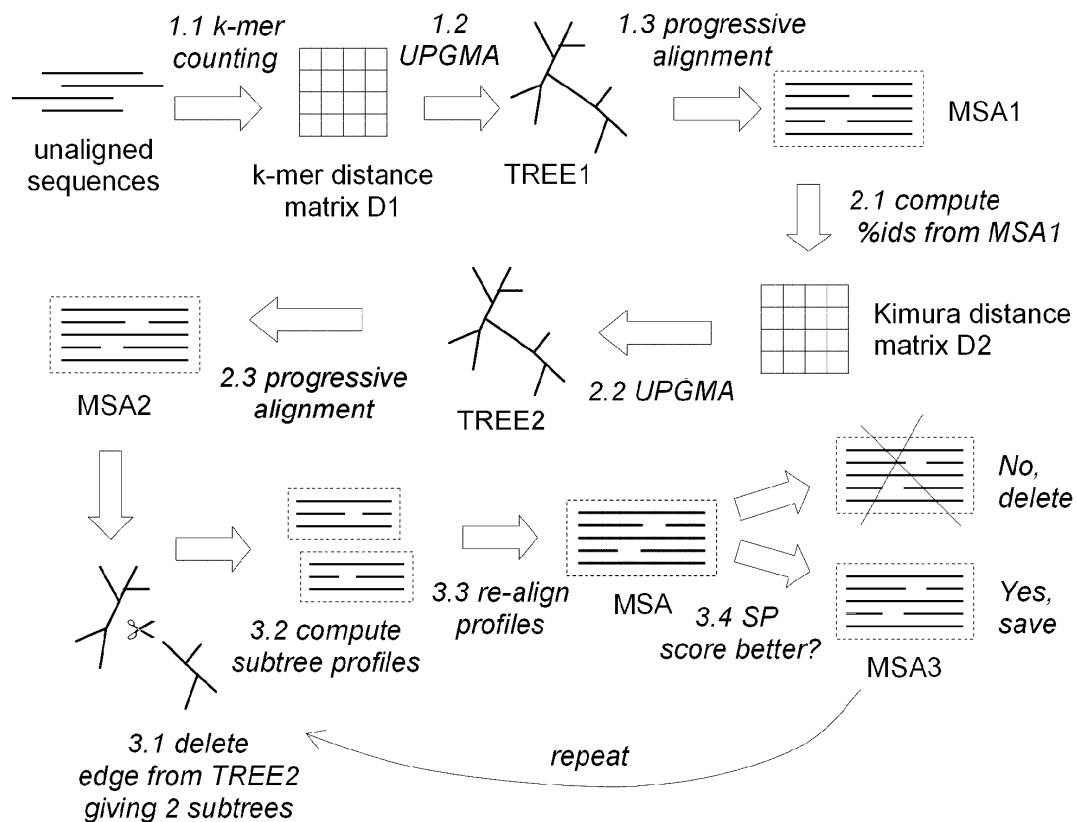 1.1 k-mer
counting
1.2
UPGMA
1.3 progressive
alignment
unaligned
sequences
k-mer distance
matrix D1
TREE1
MSA1
2.1 compute
%ids from MSA1
Kimura distance
matrix D2
2.2 UPGMA
TREE2
2.3 progressive
alignment
MSA2
3.1 delete
edge from TREE2
giving 2 subtrees
3.2 compute
subtree profiles
3.3 re-align
profiles
MSA
3.4 SP
score better?
No,
delete
Yes,
save
MSA3
repeat